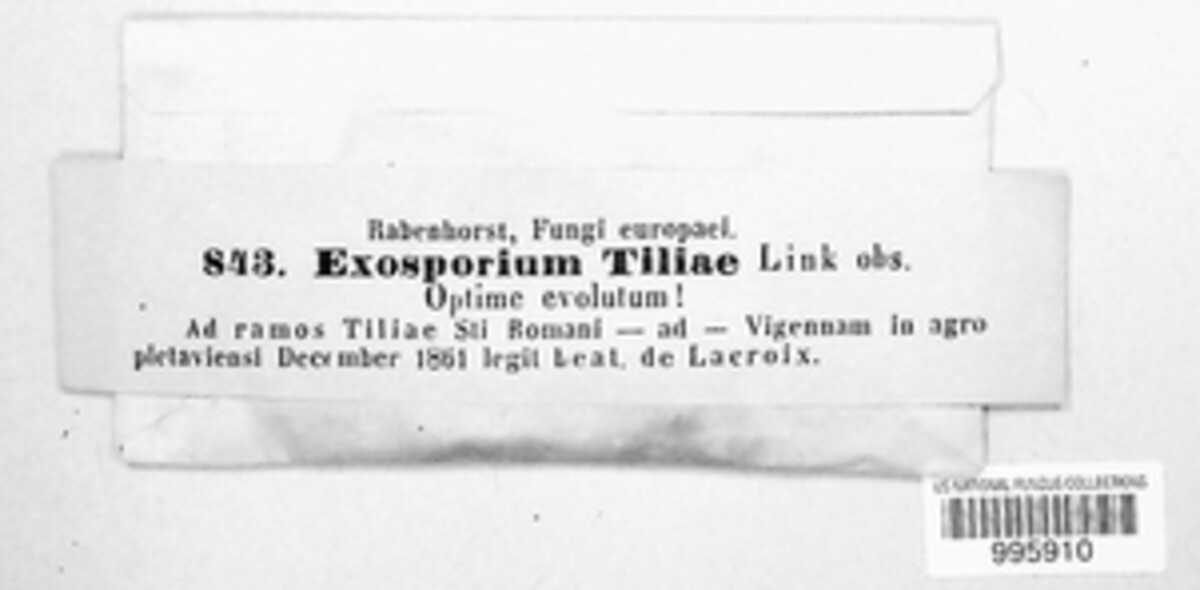 Rabenhorst, Fungi europaei.
843. Exosporium Tiliae Link obs.
Optime evolutum!
Ad ramos Tiliae Sti Romani — ad — Vigennam in agro
pictaviensi December 1861 legit beat. de Lacroix.
US NATIONAL FUNGUS COLLECTIONS
995910